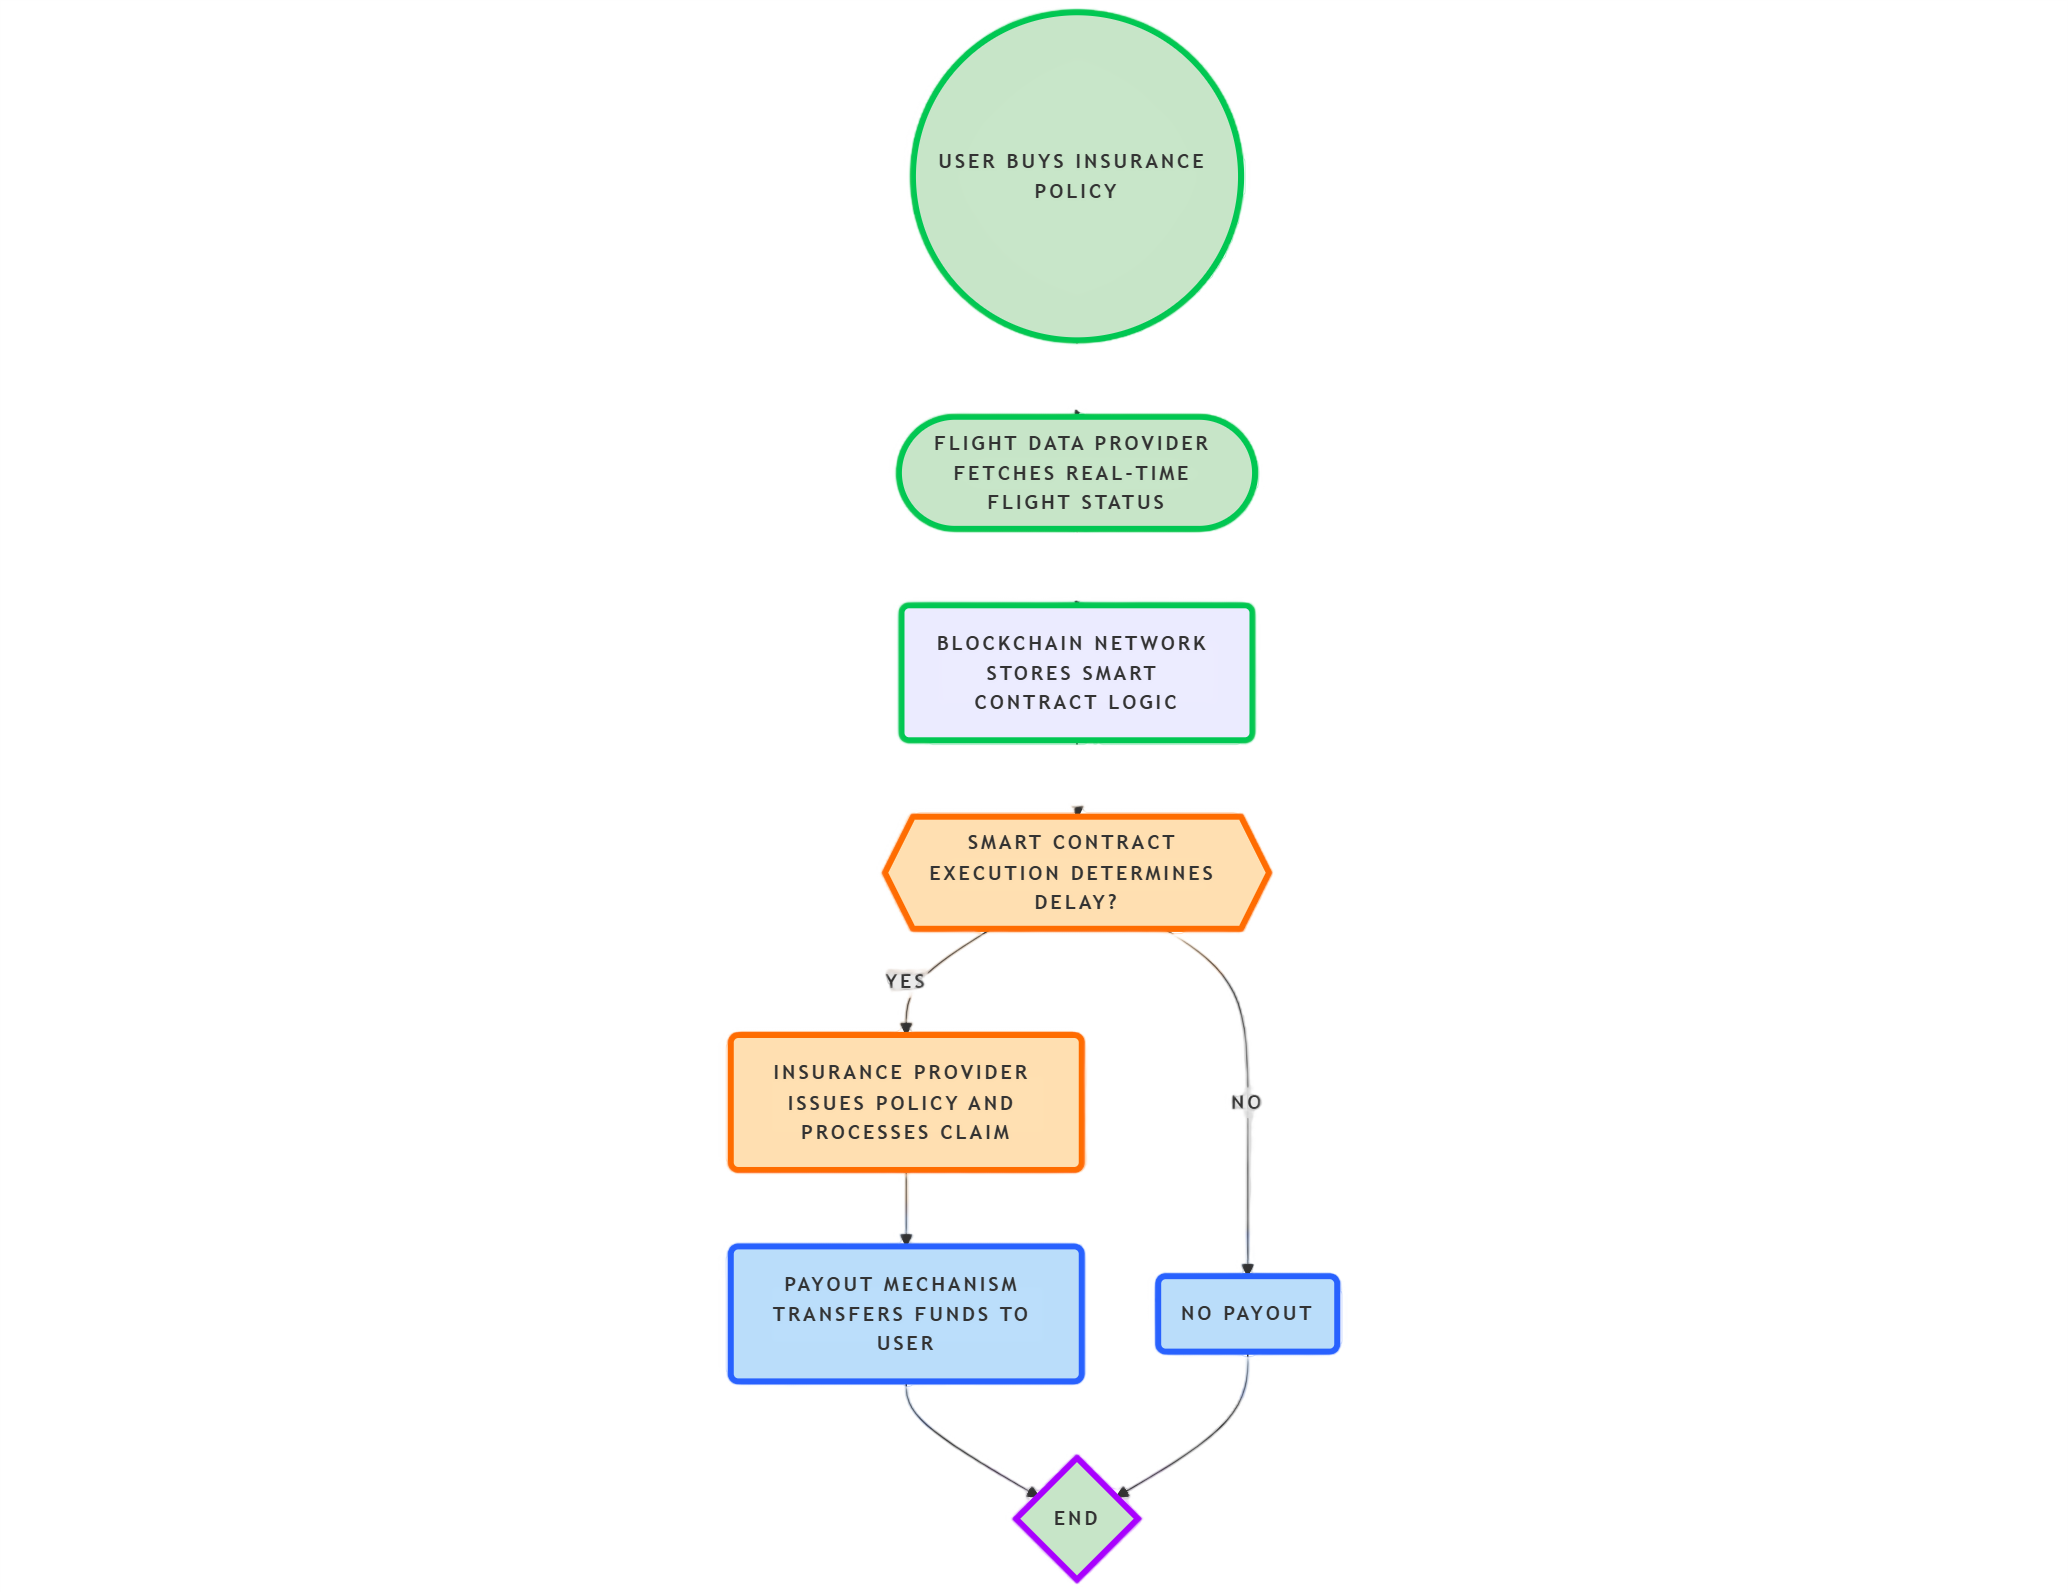 USER BUYS INSURANCE
POLICY
FLIGHT DATA PROVIDER
FETCHES REAL-TIME
FLIGHT STATUS
BLOCKCHAIN NETWORK
STORES SMART
CONTRACT LOGIC
SMART CONTRACT
EXECUTION DETERMINES
DELAY?
YES
INSURANCE PROVIDER
ISSUES POLICY AND
PROCESSES CLAIM
NO
PAYOUT MECHANISM
TRANSFERS FUNDS TO
USER
NO PAYOUT
END